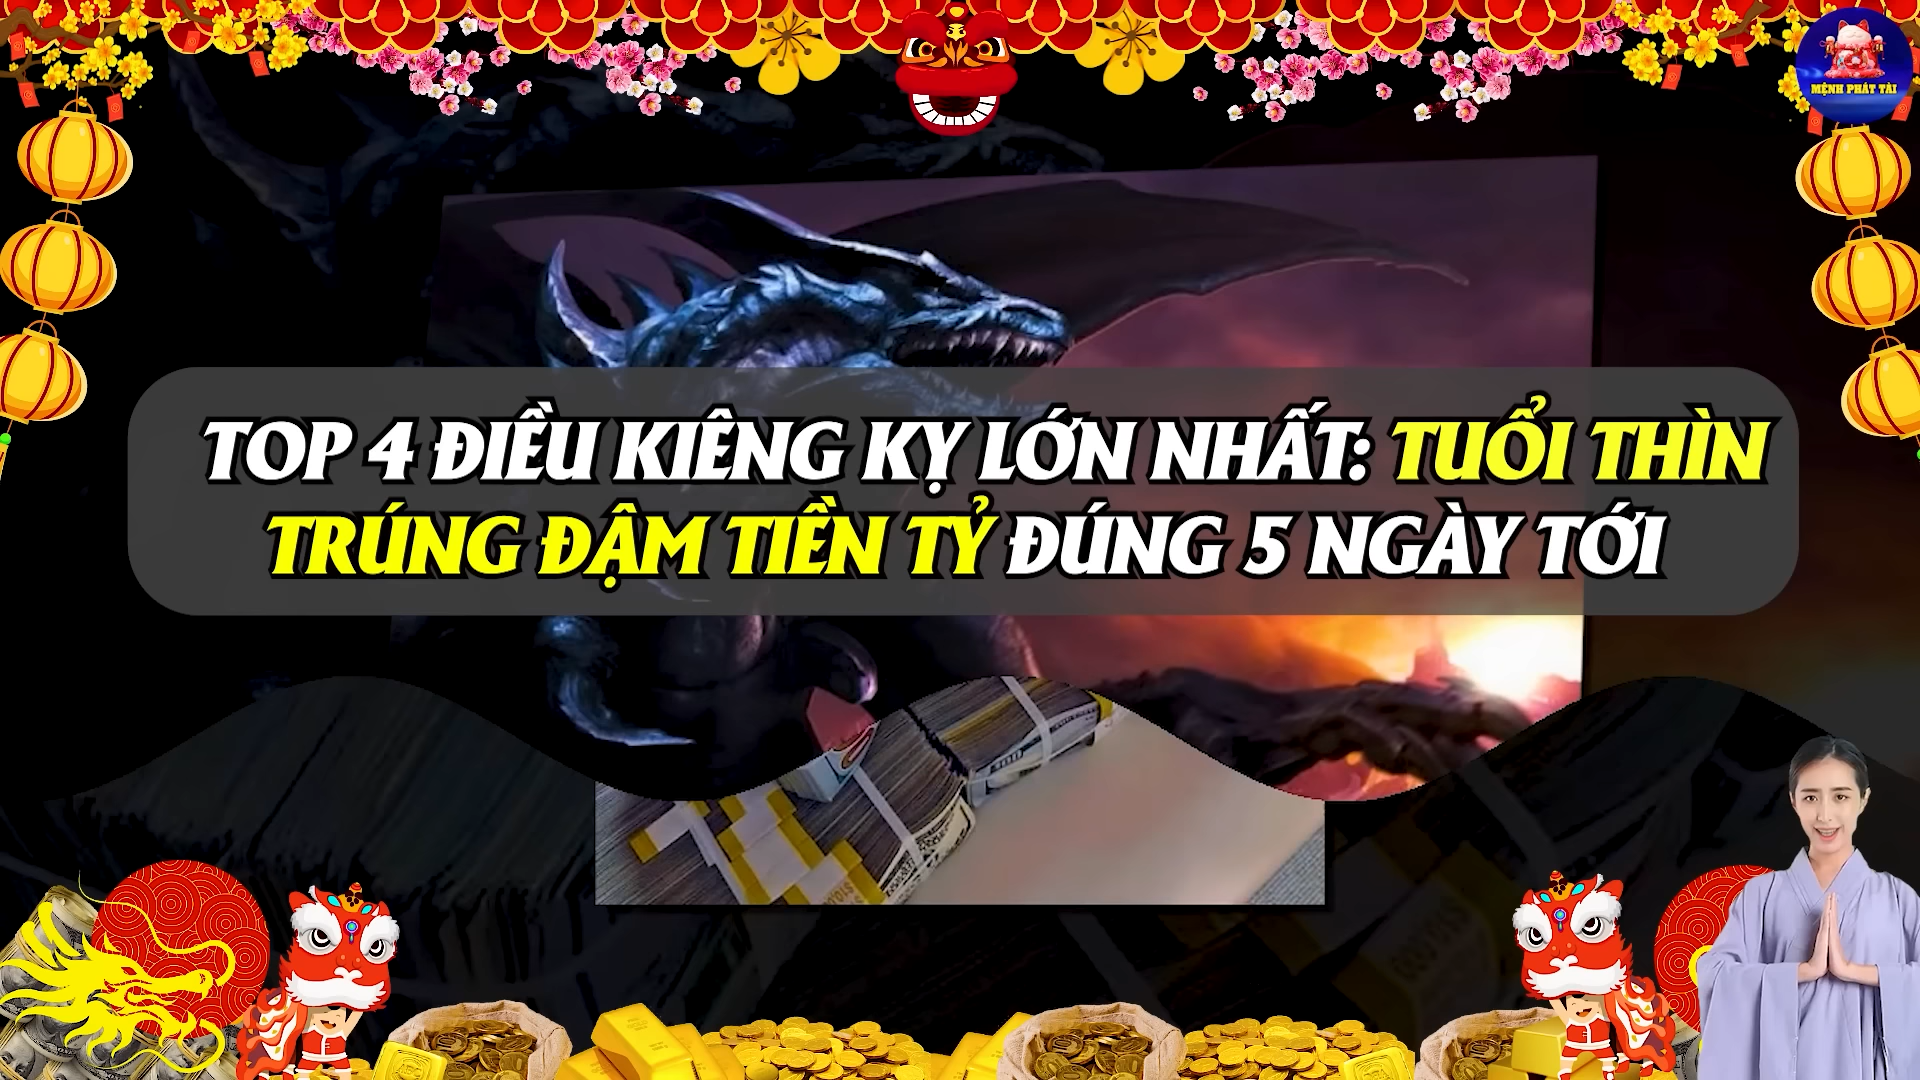 MỆNH PHÁT TÀI
TOP 4 ĐIỀU KIÊNG KỴ LỚN NHẤT: TUỔI THÌN
TRÚNG ĐẬM TIỀN TỶ ĐÚNG 5 NGÀY TỚI